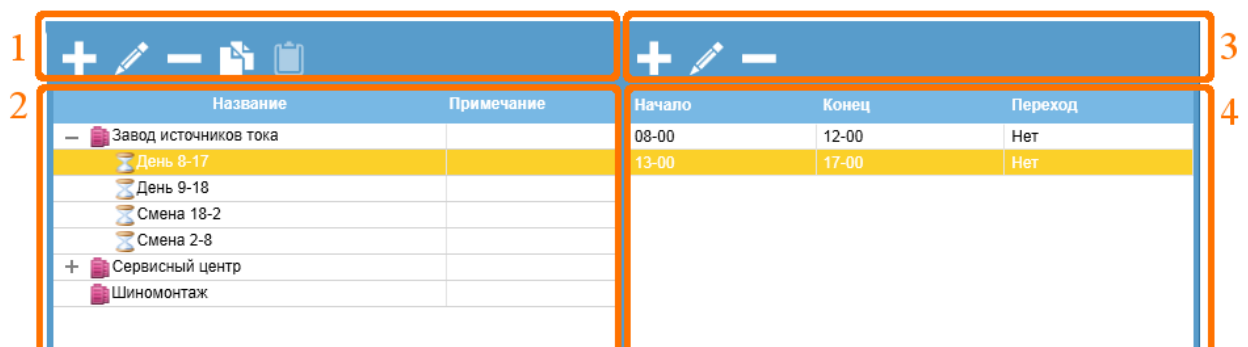 1
3
2
Название Примечание
Начало Конец Переход
4
Завод источников тока
08-00 12-00 Нет
День 8-17
13-00 17-00 Нет
День 9-18
Смена 18-2
Смена 2-8
Сервисный центр
Шиномонтаж